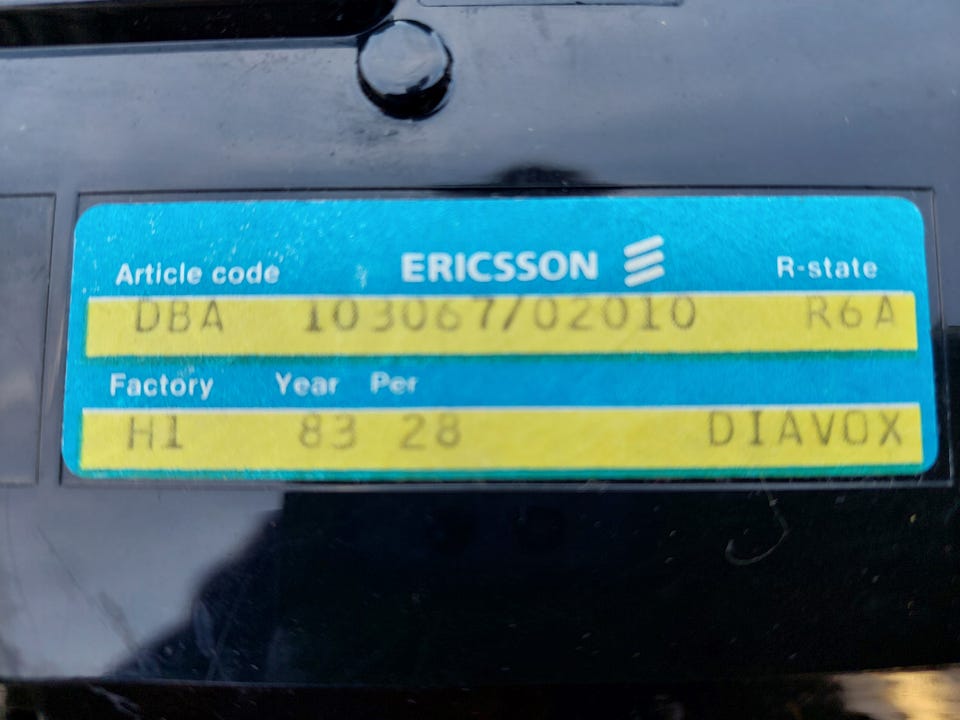 Article code ERICSSON R-state
DBA 103067/02010 R6A
Factory Year Per
H1 83 28 DIAVOX